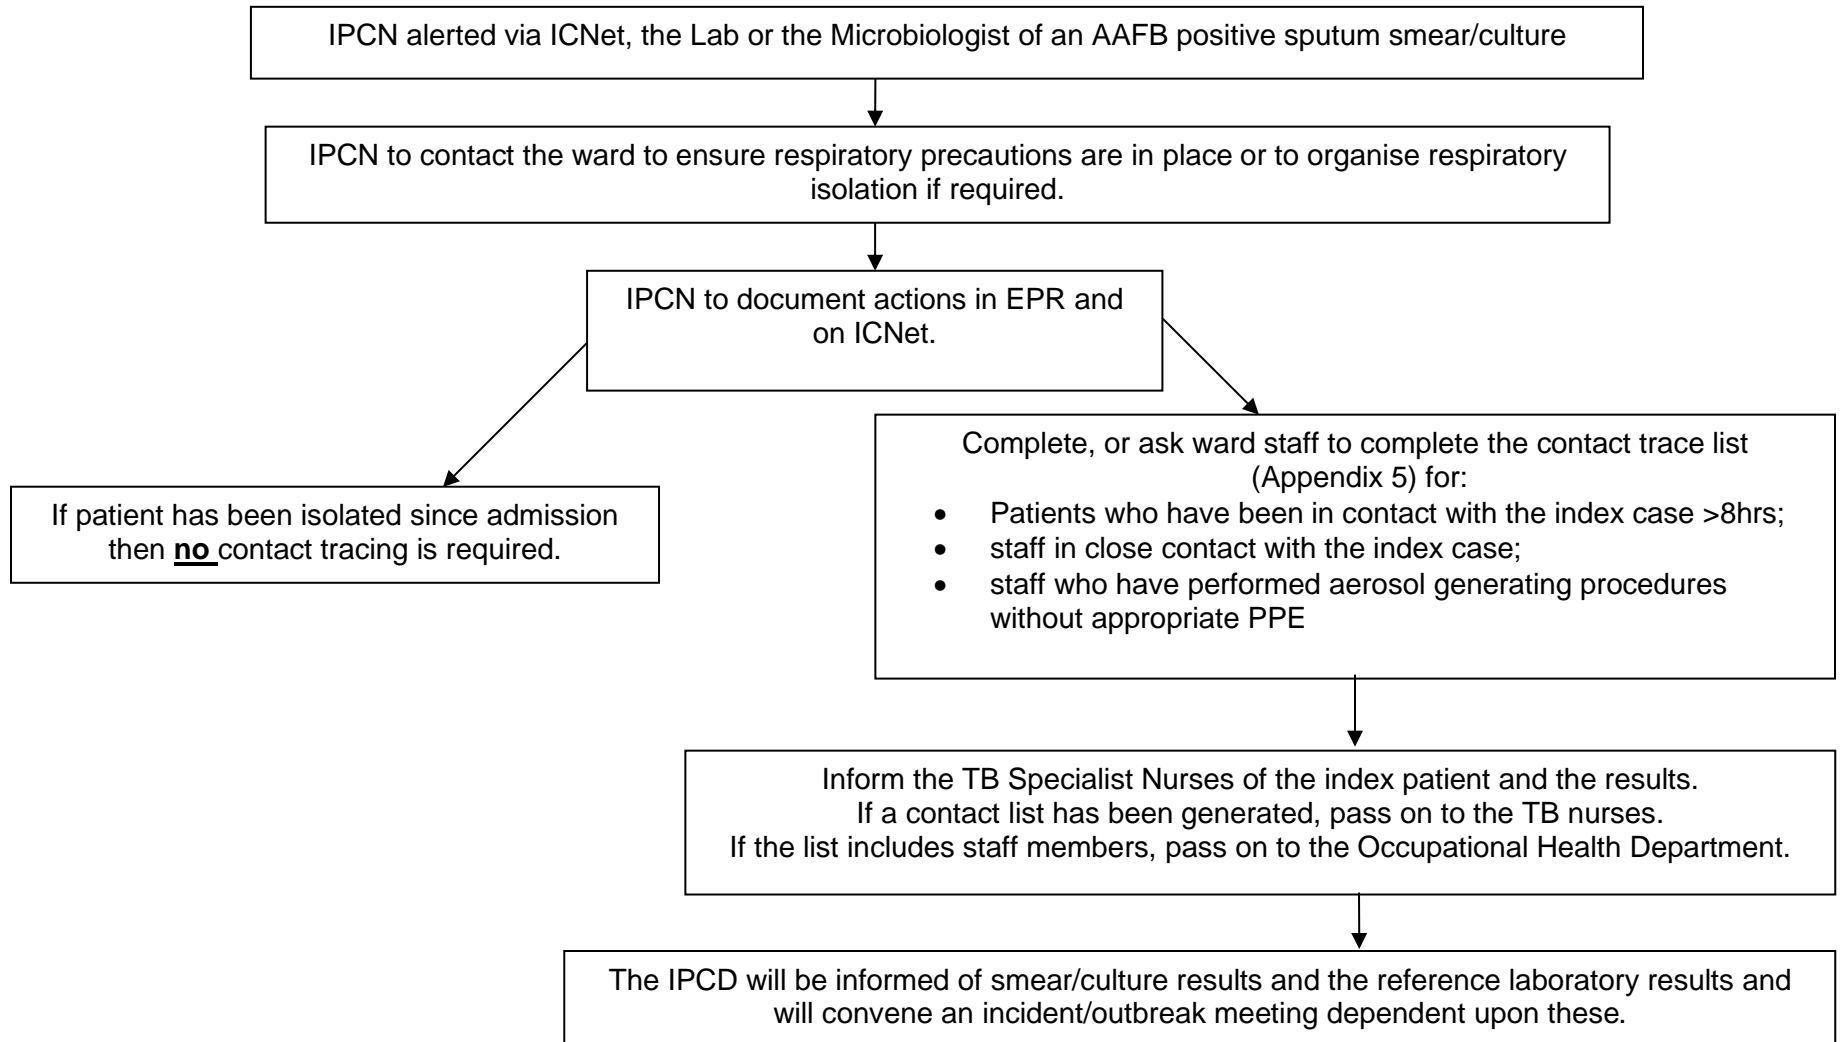 IPCN alerted via ICNet, the Lab or the Microbiologist of an AAFB positive sputum smear/culture
IPCN to contact the ward to ensure respiratory precautions are in place or to organise respiratory
isolation if required.
IPCN to document actions in EPR and
on ICNet.
If patient has been isolated since admission
then no contact tracing is required.
Complete, or ask ward staff to complete the contact trace list
(Appendix 5) for:
• Patients who have been in contact with the index case >8hrs;
• staff in close contact with the index case;
• staff who have performed aerosol generating procedures
without appropriate PPE
Inform the TB Specialist Nurses of the index patient and the results.
If a contact list has been generated, pass on to the TB nurses.
If the list includes staff members, pass on to the Occupational Health Department.
The IPCD will be informed of smear/culture results and the reference laboratory results and
will convene an incident/outbreak meeting dependent upon these.